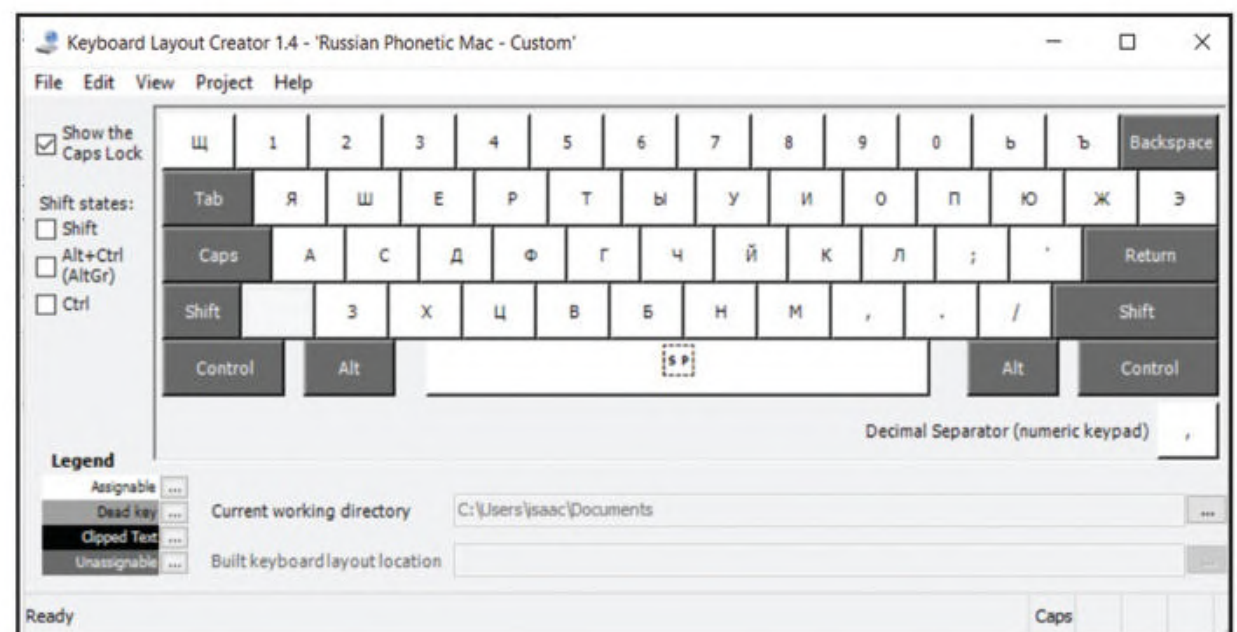 Keyboard Layout Creator 1.4 - 'Russian Phonetic Mac - Custom'
File Edit View Project Help
Show the Caps Lock
Shift states:
Shift
Alt+Ctrl (AltGr)
Ctrl
Щ 1 2 3 4 5 6 7 8 9 0 Ь Ъ Backspace
Tab Я Ш Е Р Т Ы У И О П Ю Ж Э
Caps А С Д Ф Г Ч Й К Л ; '
Return
Shift З Х Ц В Б Н М , . / Shift
Control Alt SP Alt Control
Decimal Separator (numeric keypad) ,
Legend
Assignable ...
Dead key ...
Clipped Text ...
Unassignable ...
Current working directory C:\Users\isaac\Documents ...
Built keyboard layout location ...
Ready Caps